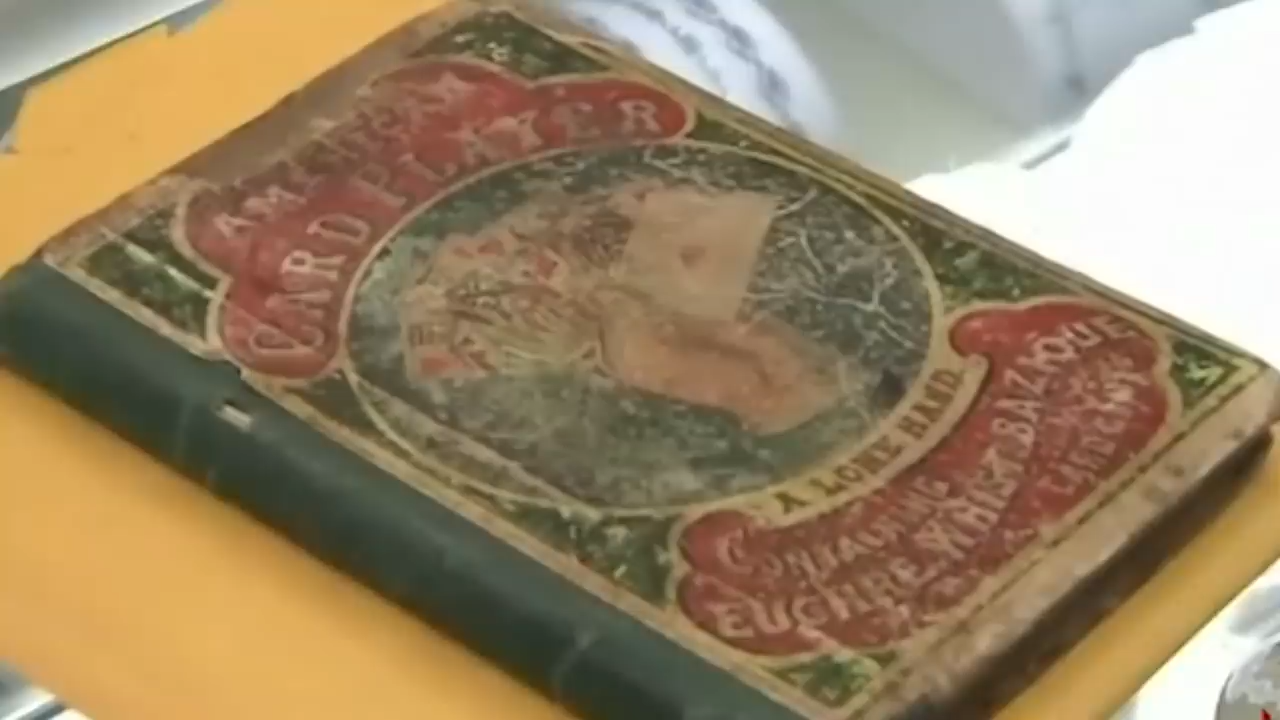 AMERICAN
CARD PLAYER
A LONE HAND.
CONTAINING
EUCHRE, WHIST, BAZIQUE